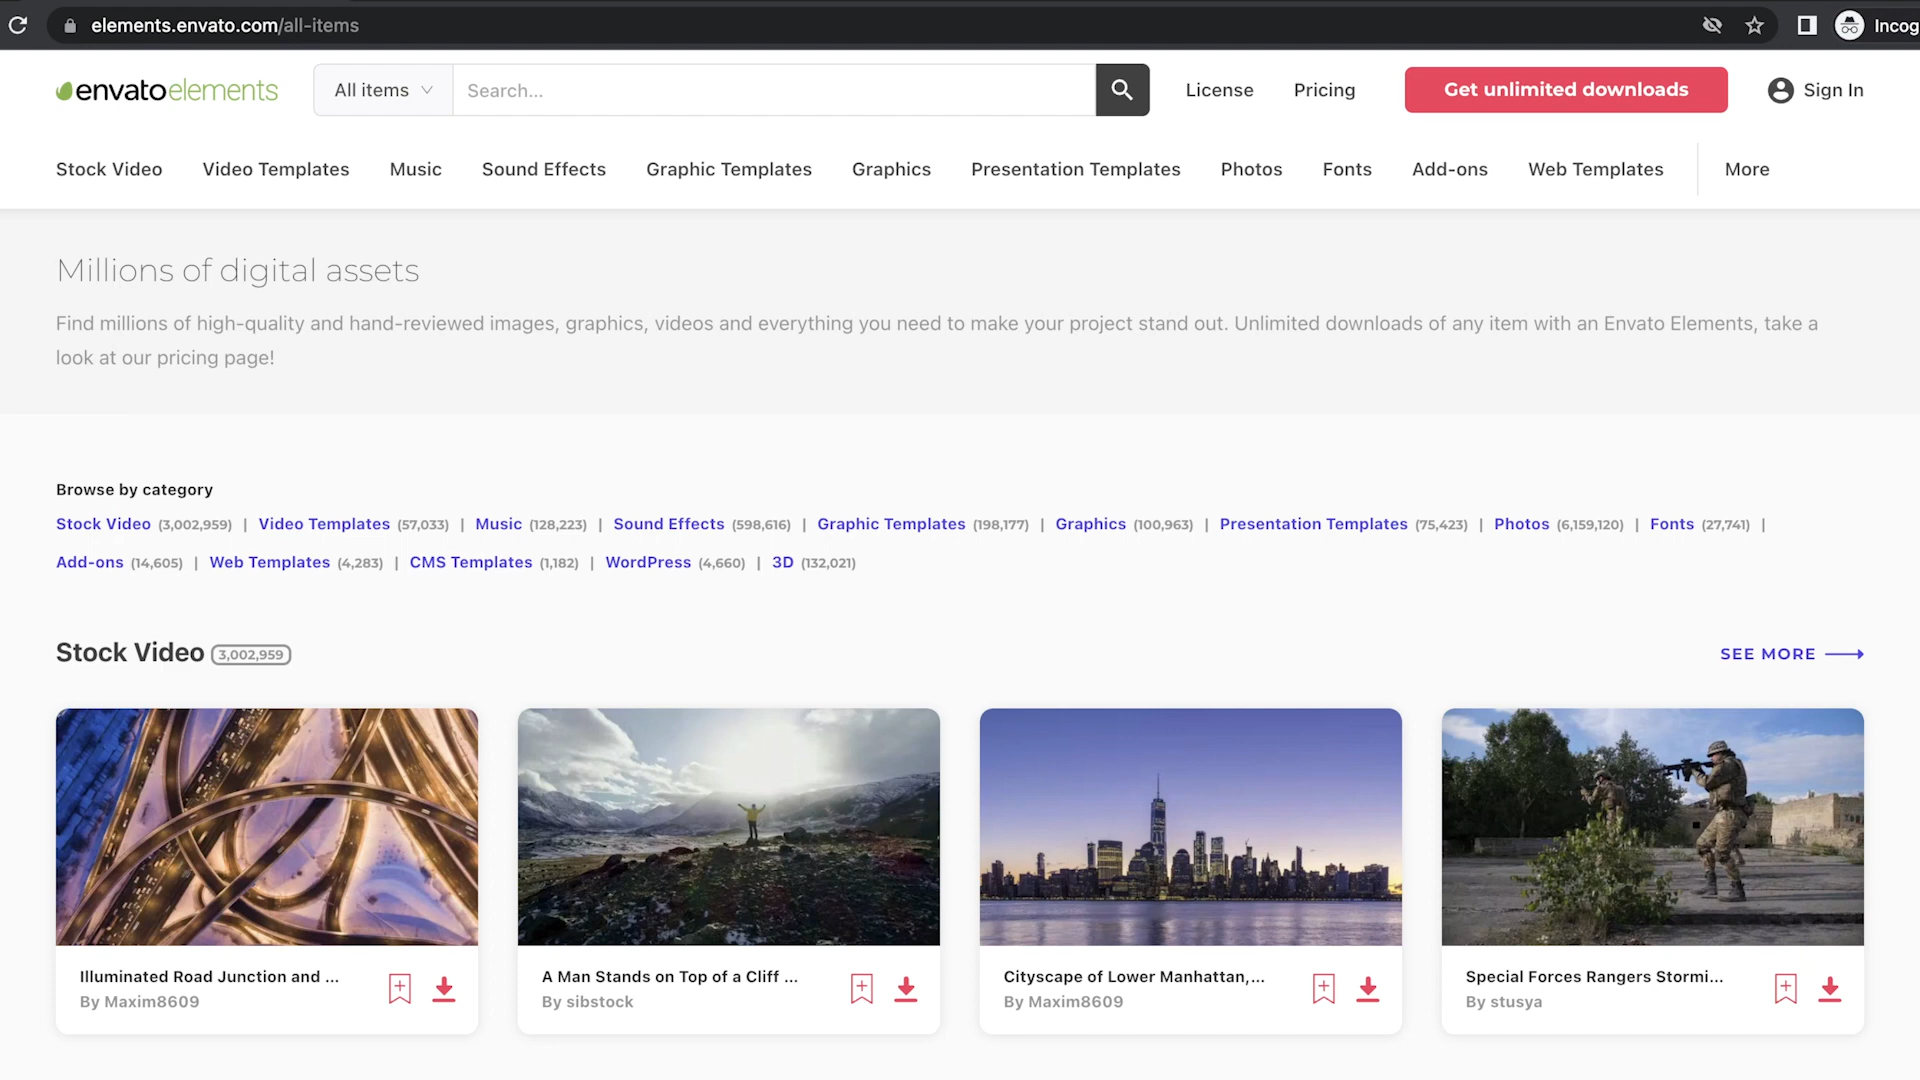 elements.envato.com/all-items
Incog
envatoelements
All items
Search...
License
Pricing
Get unlimited downloads
Sign In
Stock Video
Video Templates
Music
Sound Effects
Graphic Templates
Graphics
Presentation Templates
Photos
Fonts
Add-ons
Web Templates
More
Millions of digital assets
Find millions of high-quality and hand-reviewed images, graphics, videos and everything you need to make your project stand out. Unlimited downloads of any item with an Envato Elements, take a
look at our pricing page!
Browse by category
Stock Video (3,002,959) | Video Templates (57,033) | Music (128,223) | Sound Effects (598,616) | Graphic Templates (198,177) | Graphics (100,963) | Presentation Templates (75,423) | Photos (6,159,120) | Fonts (27,741) |
Add-ons (14,605) | Web Templates (4,283) | CMS Templates (1,182) | WordPress (4,660) | 3D (132,021)
Stock Video 3,002,959
SEE MORE
Illuminated Road Junction and ...
By Maxim8609
A Man Stands on Top of a Cliff ...
By sibstock
Cityscape of Lower Manhattan,...
By Maxim8609
Special Forces Rangers Stormi...
By stusya